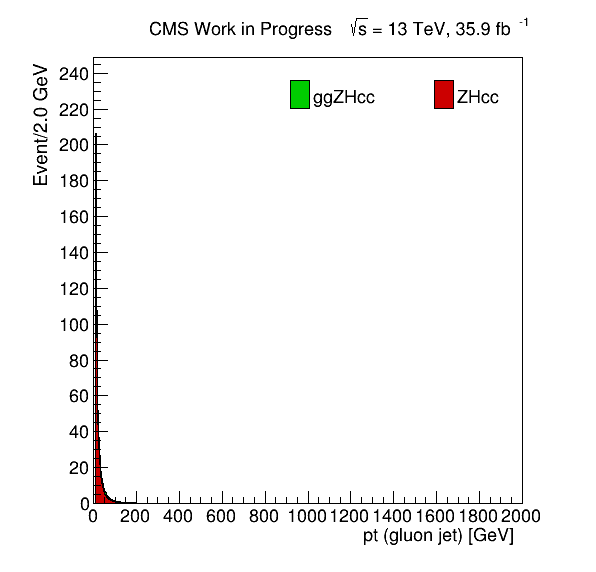 CMS Work in Progress √s = 13 TeV, 35.9 fb -1
Event/2.0 GeV
ggZHcc ZHcc
240
220
200
180
160
140
120
100
80
60
40
20
0
0 200 400 600 800 1000 1200 1400 1600 1800 2000
pt (gluon jet) [GeV]